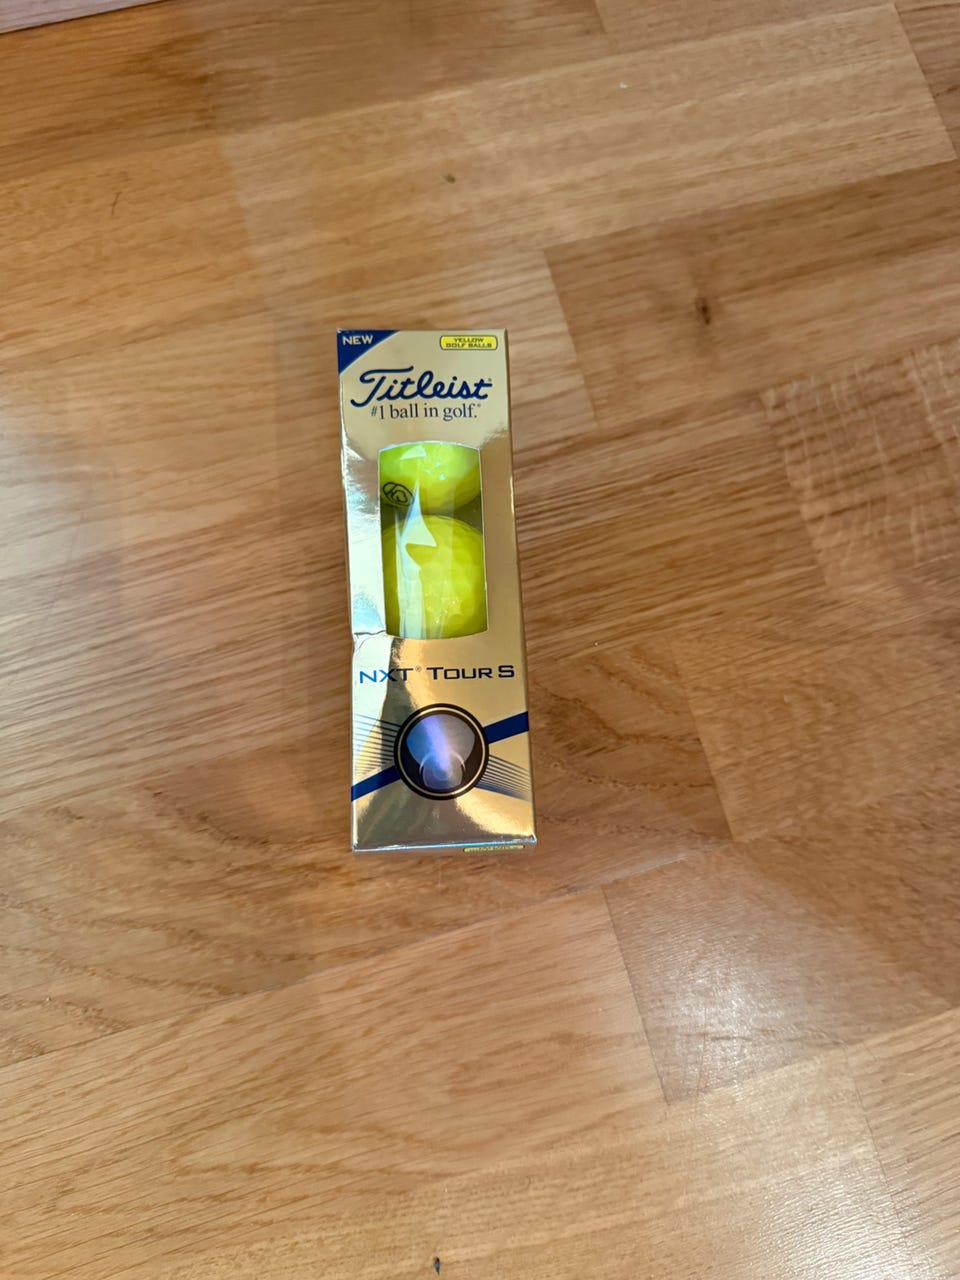 NEW
YELLOW
GOLF BALLS
Titleist®
#1 ball in golf.®
NXT® TOUR S